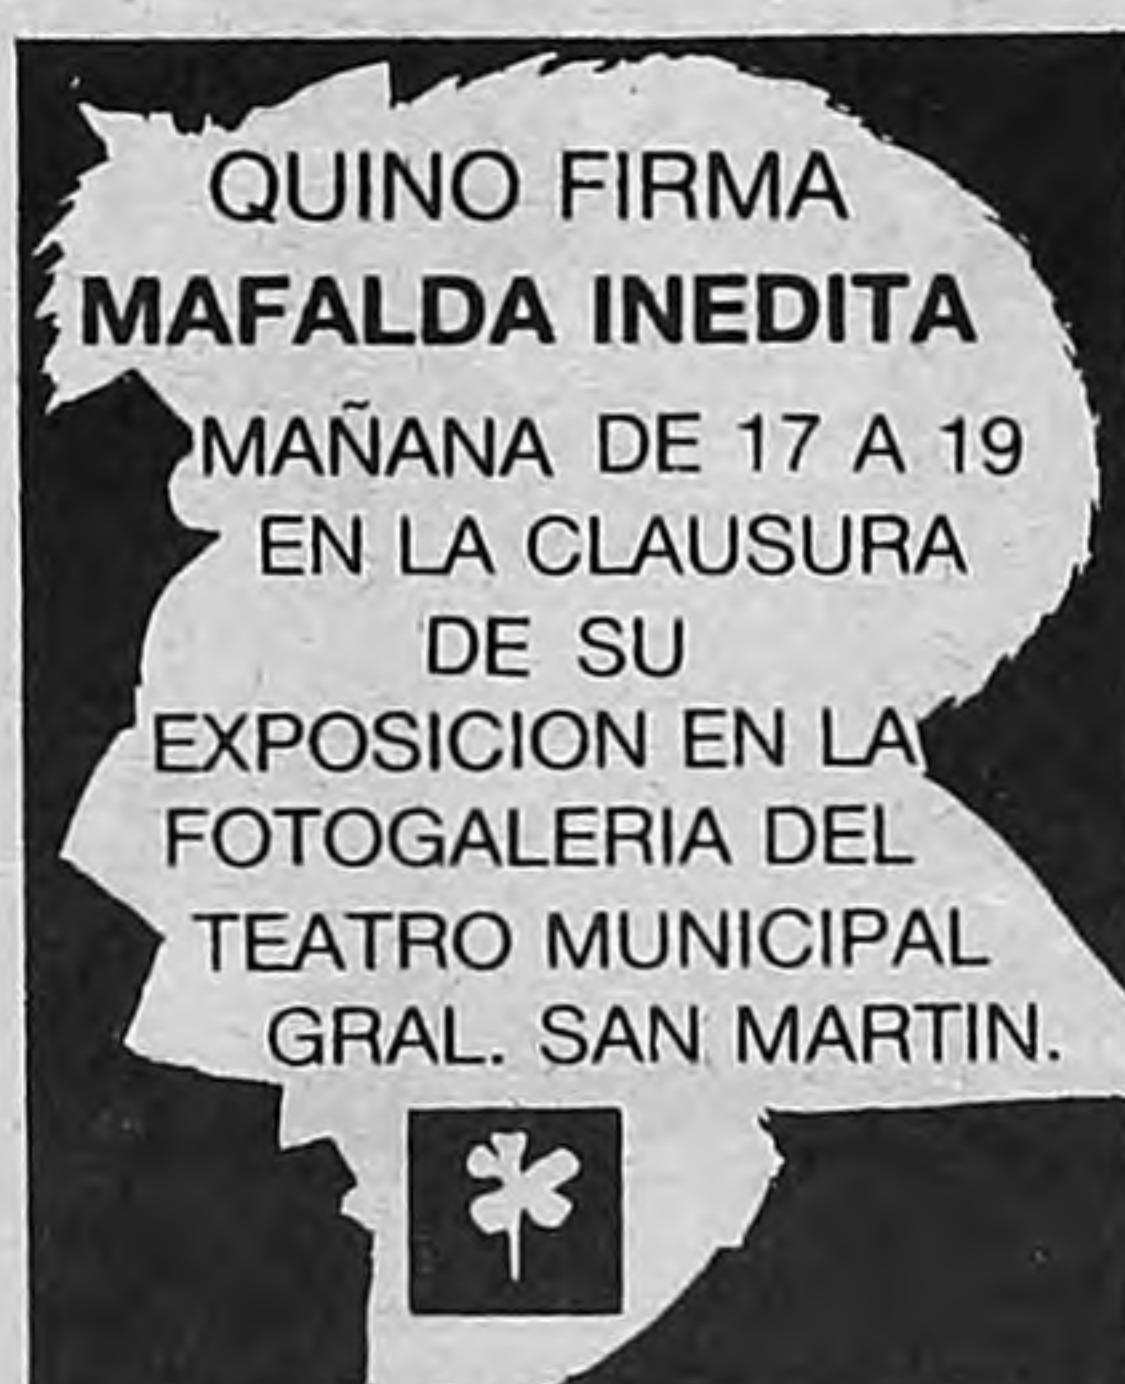 QUINO FIRMA
MAFALDA INEDITA
MAÑANA DE 17 A 19
EN LA CLAUSURA
DE SU
EXPOSICION EN LA
FOTOGALERIA DEL
TEATRO MUNICIPAL
GRAL. SAN MARTIN.